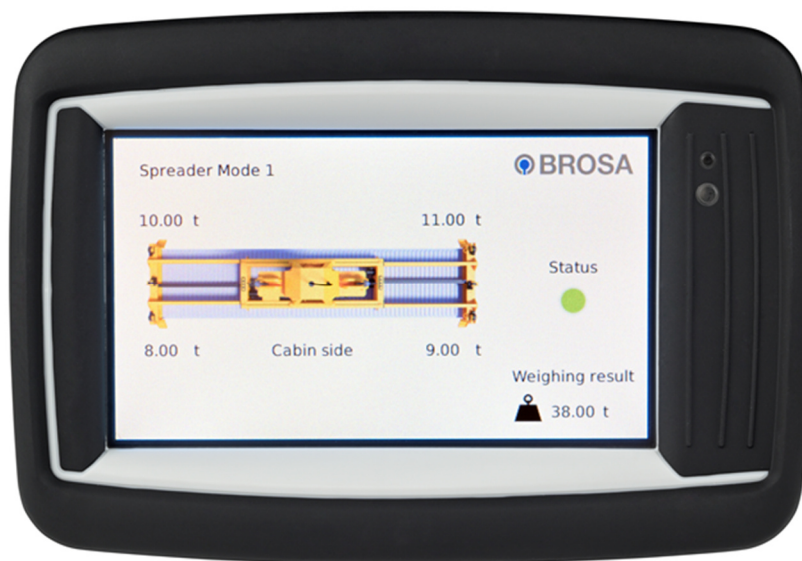 Spreader Mode 1
BROSA
10.00 t
11.00 t
Status
8.00 t
Cabin side
9.00 t
Weighing result
38.00 t